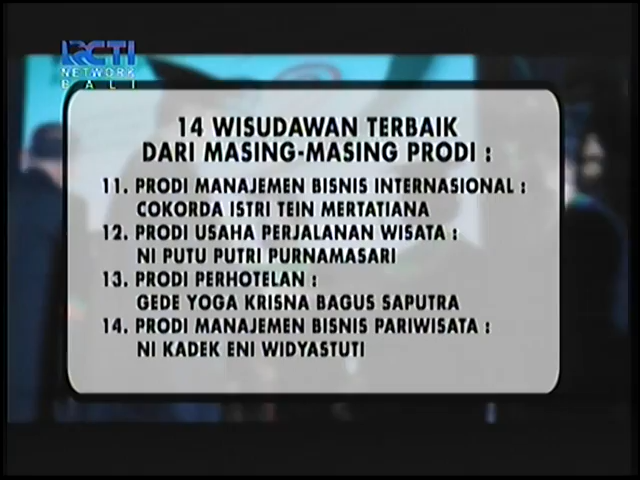 RCTI
NETWORK
BALI
14 WISUDAWAN TERBAIK
DARI MASING-MASING PRODI :
11. PRODI MANAJEMEN BISNIS INTERNASIONAL :
COKORDA ISTRI TEIN MERTATIANA
12. PRODI USAHA PERJALANAN WISATA :
NI PUTU PUTRI PURNAMASARI
13. PRODI PERHOTELAN :
GEDE YOGA KRISNA BAGUS SAPUTRA
14. PRODI MANAJEMEN BISNIS PARIWISATA :
NI KADEK ENI WIDYASTUTI